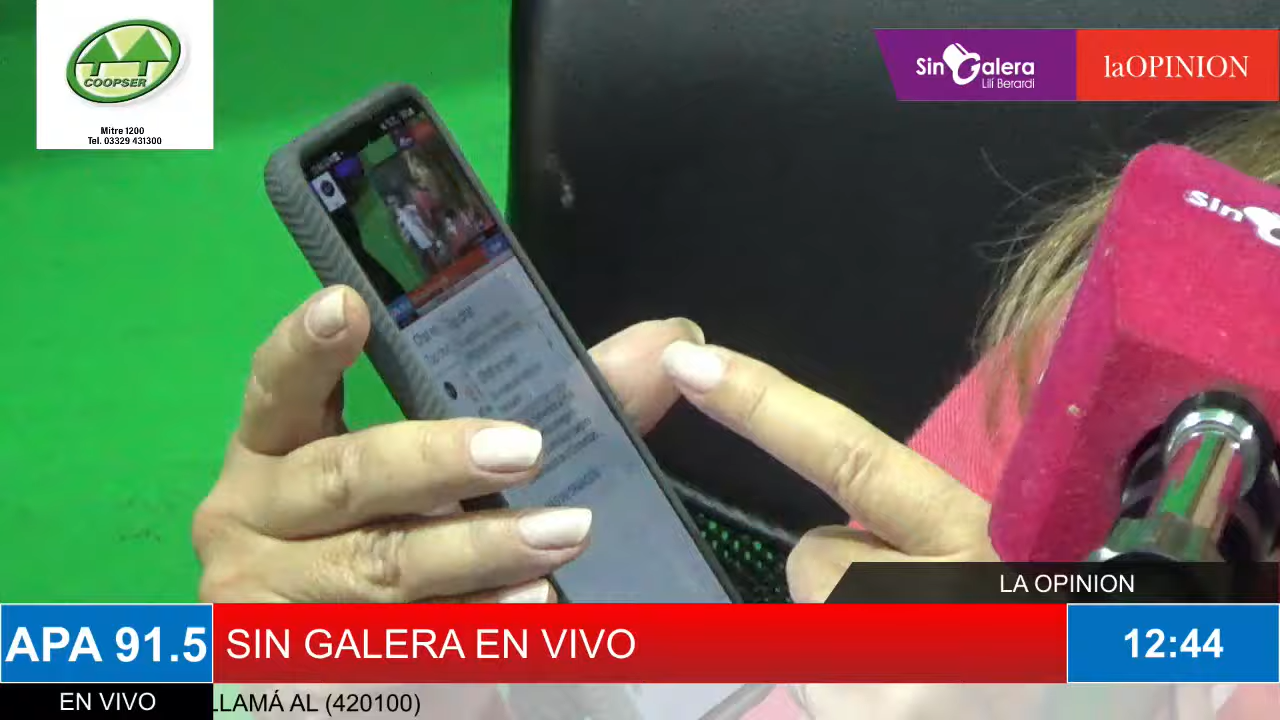 COOPSER
Mitre 1200
Tel. 03329 431300
Sin Galera
Lili Berardi
laOPINION
Sin
LA OPINION
APA 91.5
SIN GALERA EN VIVO
12:44
EN VIVO
LLAMÁ AL (420100)